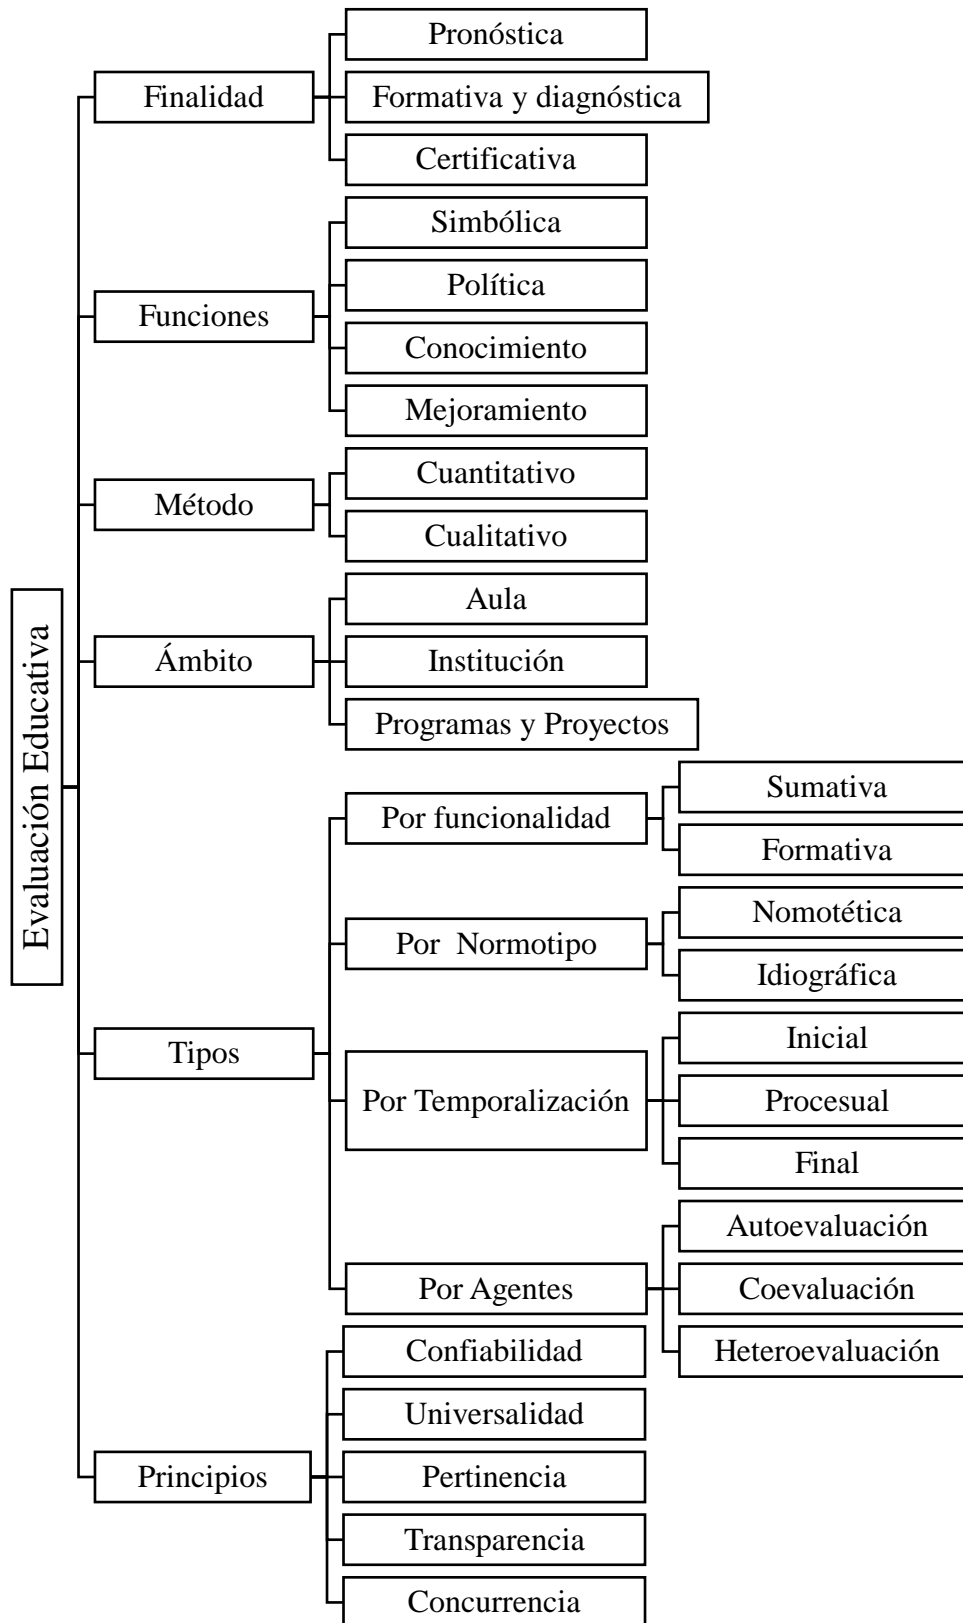 Evaluación Educativa
Finalidad
Pronóstica
Formativa y diagnóstica
Certificativa
Funciones
Simbólica
Política
Conocimiento
Mejoramiento
Método
Cuantitativo
Cualitativo
Ámbito
Aula
Institución
Programas y Proyectos
Tipos
Por funcionalidad
Sumativa
Formativa
Por Normotipo
Nomotética
Idiográfica
Por Temporalización
Inicial
Procesual
Final
Por Agentes
Autoevaluación
Coevaluación
Heteroevaluación
Principios
Confiabilidad
Universalidad
Pertinencia
Transparencia
Concurrencia